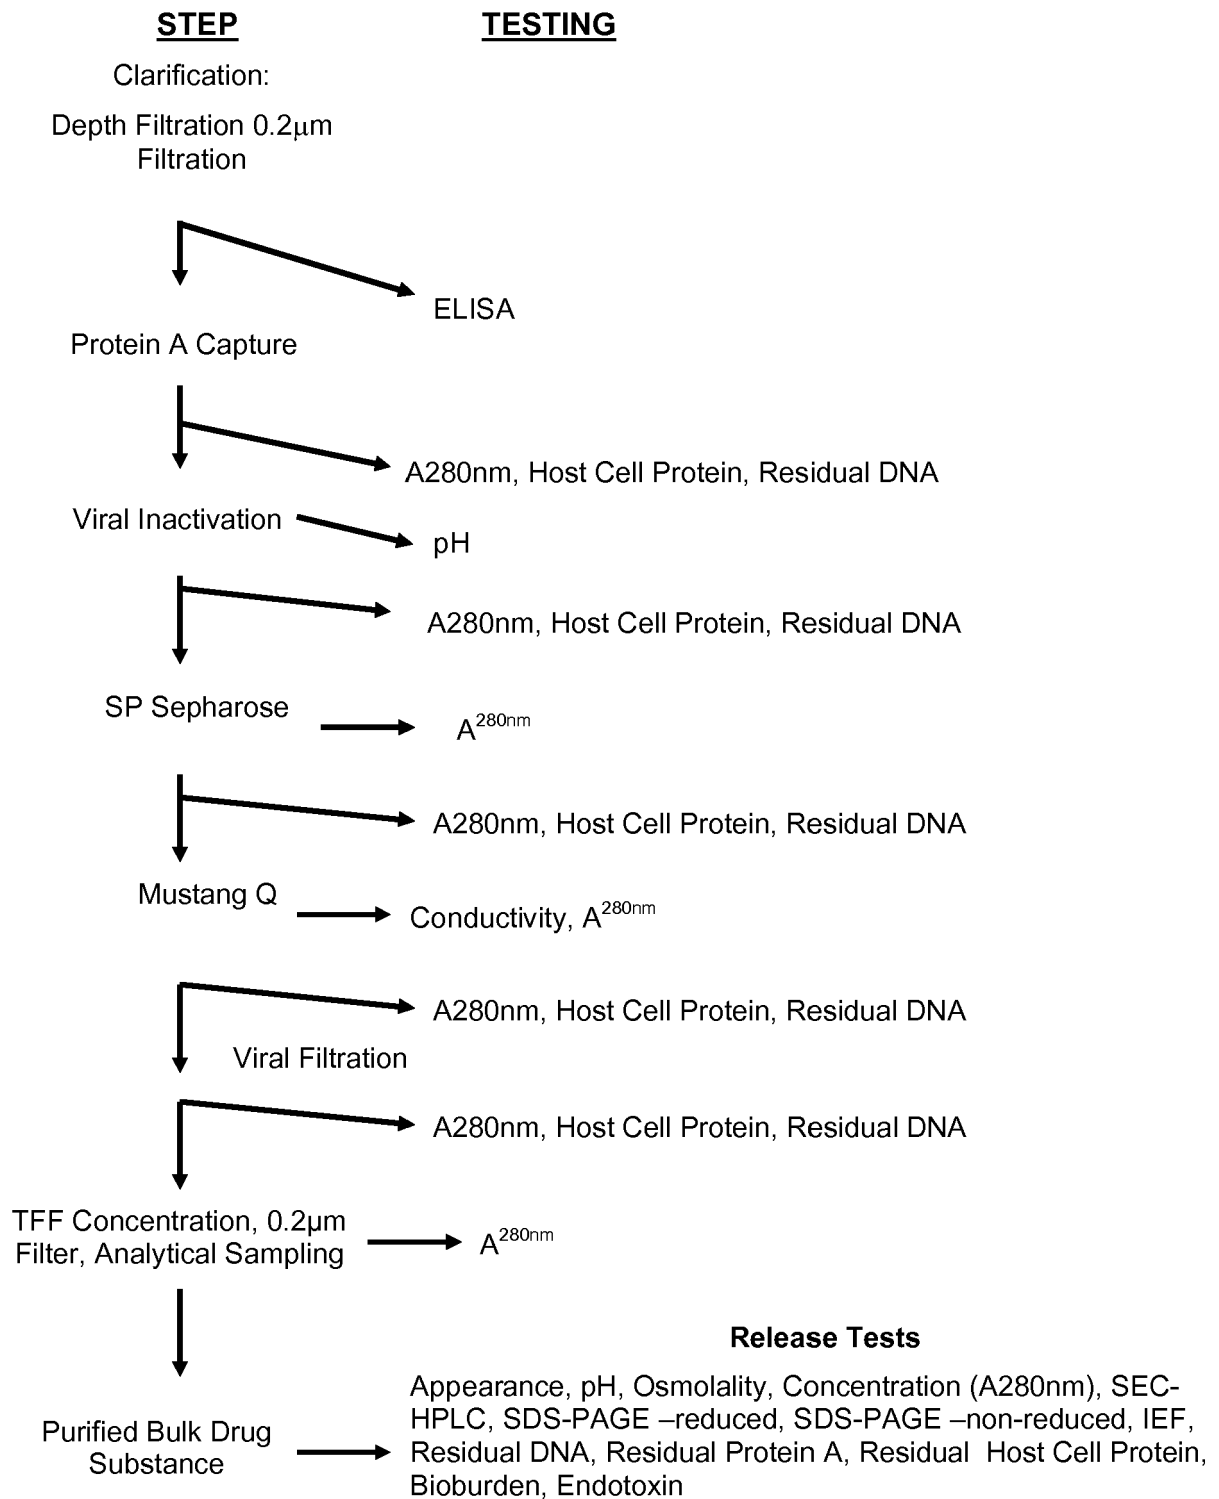 STEP
TESTING
Clarification:
Depth Filtration 0.2μm
Filtration
ELISA
Protein A Capture
A280nm, Host Cell Protein, Residual DNA
Viral Inactivation
pH
A280nm, Host Cell Protein, Residual DNA
SP Sepharose
A280nm
A280nm, Host Cell Protein, Residual DNA
Mustang Q
Conductivity, A280nm
A280nm, Host Cell Protein, Residual DNA
Viral Filtration
A280nm, Host Cell Protein, Residual DNA
TFF Concentration, 0.2μm
Filter, Analytical Sampling
A280nm
Release Tests
Appearance, pH, Osmolality, Concentration (A280nm), SEC-
HPLC, SDS-PAGE –reduced, SDS-PAGE –non-reduced, IEF,
Residual DNA, Residual Protein A, Residual  Host Cell Protein,
Bioburden, Endotoxin
Purified Bulk Drug
Substance